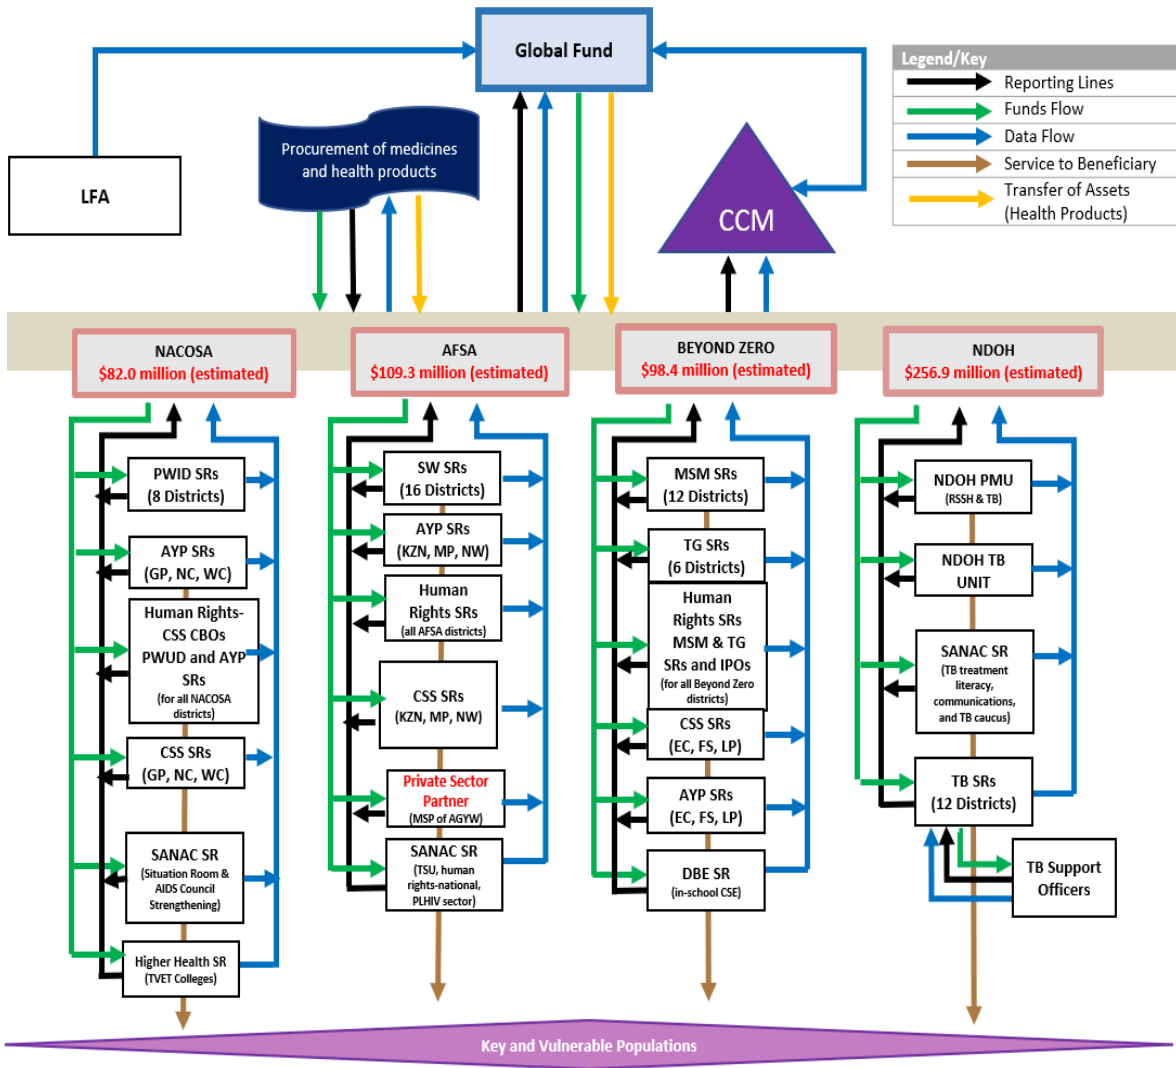 Global Fund
Legend/Key
Reporting Lines
Funds Flow
Data Flow
Service to Beneficiary
Transfer of Assets
(Health Products)
Procurement of medicines
and health products
LFA
CCM
NACOSA
$82.0 million (estimated)
AFSA
$109.3 million (estimated)
BEYOND ZERO
$98.4 million (estimated)
NDOH
$256.9 million (estimated)
PWID SRs
(8 Districts)
AYP SRs
(GP, NC, WC)
Human Rights-
CSS CBOs
PWUD and AYP
SRs
(for all NACOSA
districts)
CSS SRs
(GP, NC, WC)
SANAC SR
(Situation Room &
AIDS Council
Strengthening)
Higher Health SR
(TVET Colleges)
SW SRs
(16 Districts)
AYP SRs
(KZN, MP, NW)
Human
Rights SRs
(all AFSA districts)
CSS SRs
(KZN, MP, NW)
Private Sector
Partner
(MSP of AGYW)
SANAC SR
(TSU, human
rights-national,
PLHIV sector)
MSM SRs
(12 Districts)
TG SRs
(6 Districts)
Human
Rights SRs
MSM & TG
SRs and IPOs
(for all Beyond Zero
districts)
CSS SRs
(EC, FS, LP)
AYP SRs
(EC, FS, LP)
DBE SR
(in-school CSE)
NDOH PMU
(RSSH & TB)
NDOH TB
UNIT
SANAC SR
(TB treatment
literacy,
communications,
and TB caucus)
TB SRs
(12 Districts)
TB Support
Officers
Key and Vulnerable Populations